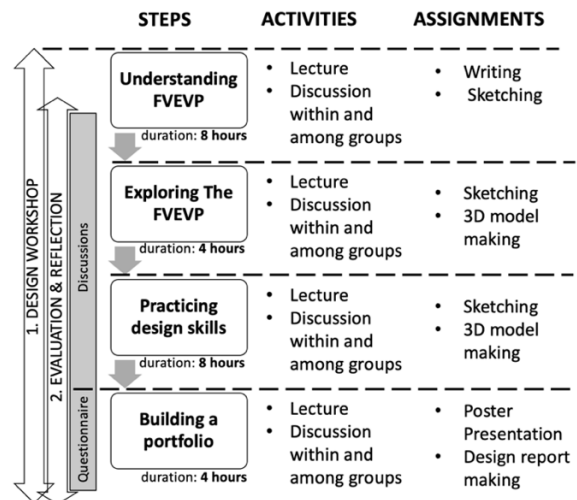 STEPS
ACTIVITIES
ASSIGNMENTS
1. DESIGN WORKSHOP
2. EVALUATION & REFLECTION
Discussions
Questionnaire
Understanding
FVEVP
duration: 8 hours
• Lecture
• Discussion
within and
among groups
• Writing
• Sketching
Exploring The
FVEVP
duration: 4 hours
• Lecture
• Discussion
within and
among groups
• Sketching
• 3D model
making
Practicing
design skills
duration: 8 hours
• Lecture
• Discussion
within and
among groups
• Sketching
• 3D model
making
Building a
portfolio
duration: 4 hours
• Lecture
• Discussion
within and
among groups
• Poster
Presentation
• Design report
making